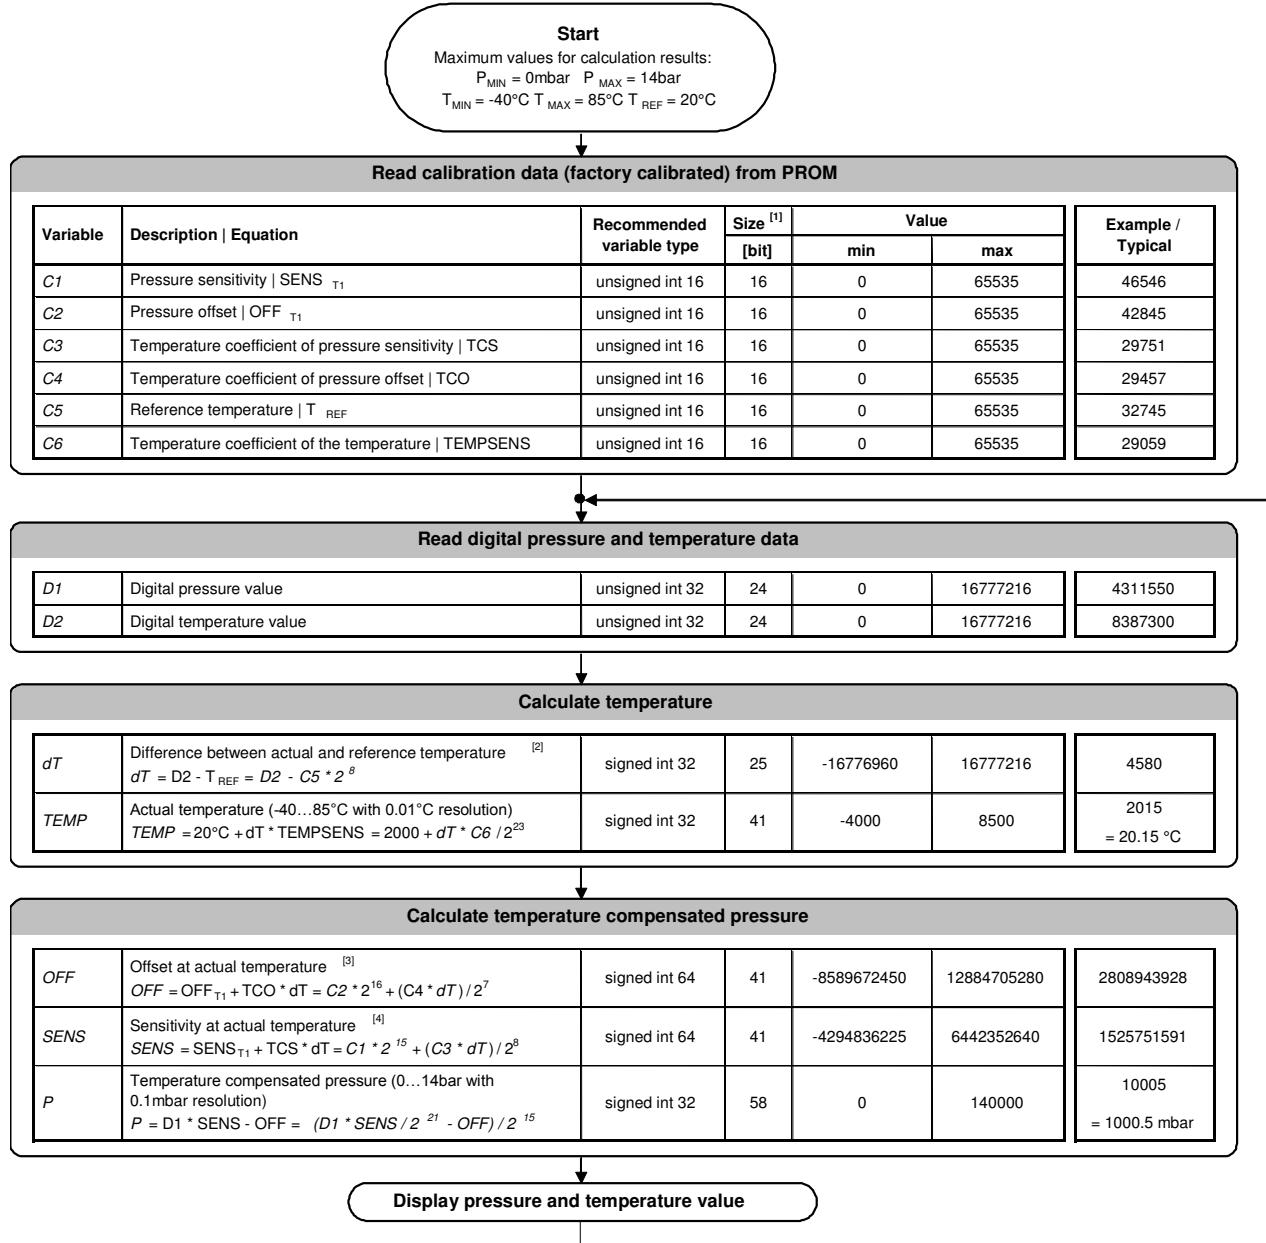 Start
Maximum values for calculation results:
P MIN = 0mbar P MAX = 14bar
T MIN = -40°C T MAX = 85°C T REF = 20°C
Read calibration data (factory calibrated) from PROM
Variable Description | Equation Recommended variable type Size [1] [bit] Value min max Example / Typical
C1 Pressure sensitivity | SENS T1 unsigned int 16 16 0 65535 46546
C2 Pressure offset | OFF T1 unsigned int 16 16 0 65535 42845
C3 Temperature coefficient of pressure sensitivity | TCS unsigned int 16 16 0 65535 29751
C4 Temperature coefficient of pressure offset | TCO unsigned int 16 16 0 65535 29457
C5 Reference temperature | T REF unsigned int 16 16 0 65535 32745
C6 Temperature coefficient of the temperature | TEMPSENS unsigned int 16 16 0 65535 29059
Read digital pressure and temperature data
D1 Digital pressure value unsigned int 32 24 0 16777216 4311550
D2 Digital temperature value unsigned int 32 24 0 16777216 8387300
Calculate temperature
Difference between actual and reference temperature [2]
dT dT = D2 - T REF = D2 - C5 * 2 8 signed int 32 25 -16776960 16777216 4580
Actual temperature (-40…85°C with 0.01°C resolution) 2015
TEMP TEMP = 20°C + dT * TEMPSENS = 2000 + dT * C6 / 2 23 signed int 32 41 -4000 8500 = 20.15 °C
Calculate temperature compensated pressure
Offset at actual temperature [3]
OFF OFF = OFF T1 + TCO * dT = C2 * 2 16 + (C4 * dT ) / 2 7 signed int 64 41 -8589672450 12884705280 2808943928
Sensitivity at actual temperature [4]
SENS SENS = SENS T1 + TCS * dT = C1 * 2 15 + (C3 * dT ) / 2 8 signed int 64 41 -4294836225 6442352640 1525751591
Temperature compensated pressure (0…14bar with 10005
P 0.1mbar resolution) signed int 32 58 0 140000
P = D1 * SENS - OFF = (D1 * SENS / 2 21 - OFF) / 2 15 = 1000.5 mbar
Display pressure and temperature value